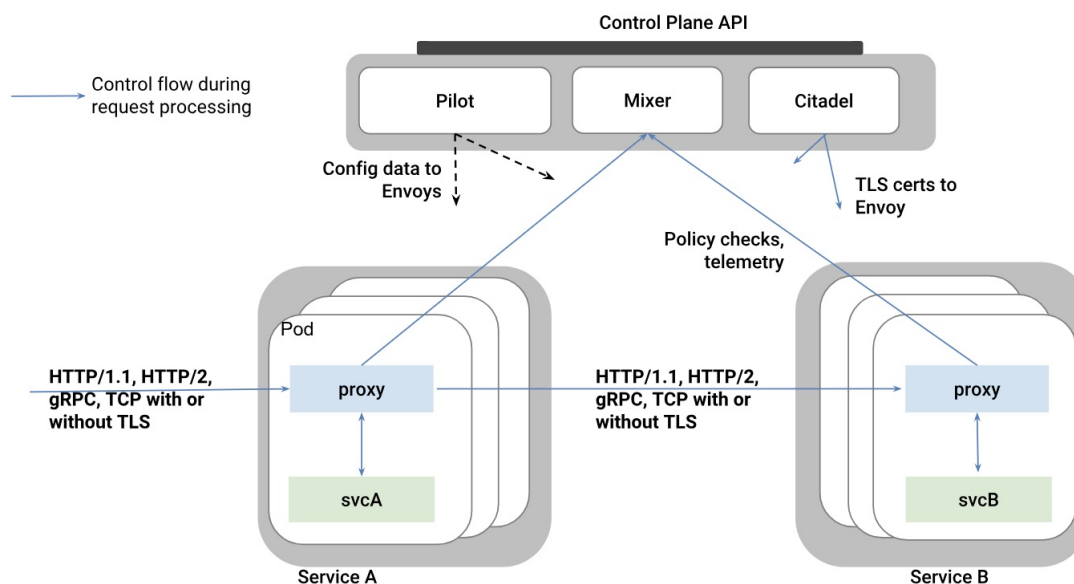 Control Plane API
Control flow during
request processing
Pilot
Mixer
Citadel
Config data to
Envoys
TLS certs to
Envoy
Policy checks,
telemetry
Pod
HTTP/1.1, HTTP/2,
gRPC, TCP with or
without TLS
proxy
svcA
Service A
HTTP/1.1, HTTP/2,
gRPC, TCP with or
without TLS
proxy
svcB
Service B